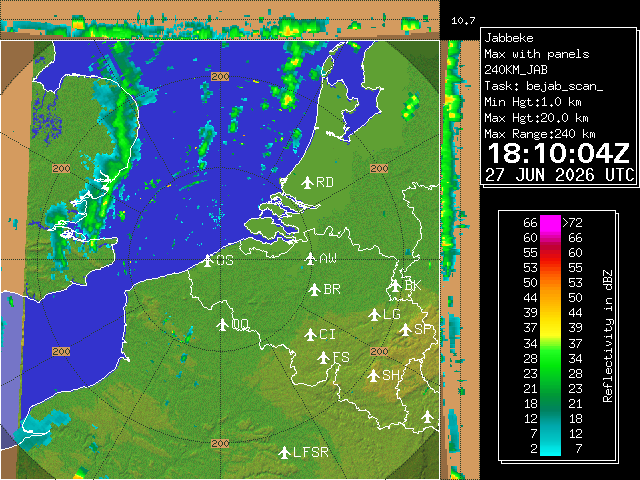 10.7
Jabbeke
Max with panels
240KM_JAB
Task: bejab_scan_
Min Hgt:1.0 km
Max Hgt:20.0 km
Max Range:240 km
18:10:04Z
27 JUN 2026 UTC
200
200
200
RD
OS
AW
BR
BK
LG
SP
QQ
CI
FS
SH
200
200
200
LFSR
66 >72
60 66
55 60
53 55
50 53
44 50
39 44
37 39
34 37
28 34
24 28
21 24
18 21
12 18
7 12
2 7
Reflectivity in dBZ